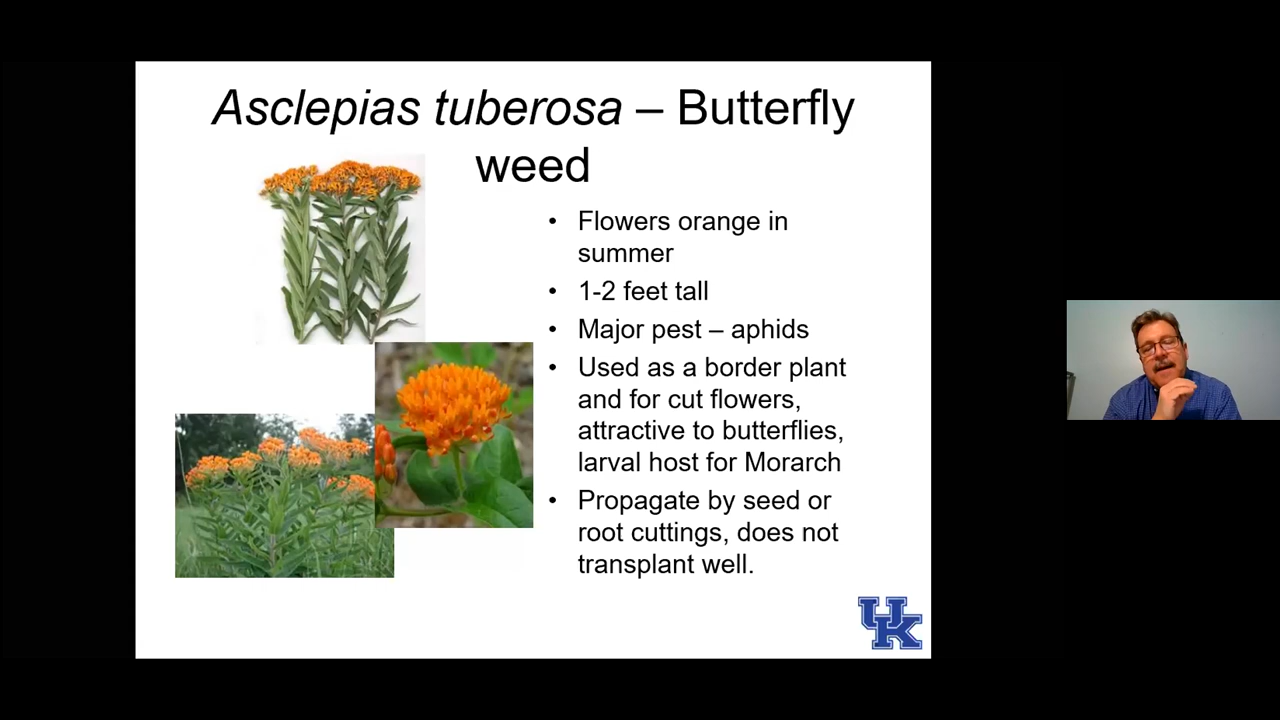 Asclepias tuberosa – Butterfly
weed
• Flowers orange in
summer
• 1-2 feet tall
• Major pest – aphids
• Used as a border plant
and for cut flowers,
attractive to butterflies,
larval host for Morarch
• Propagate by seed or
root cuttings, does not
transplant well.
UK